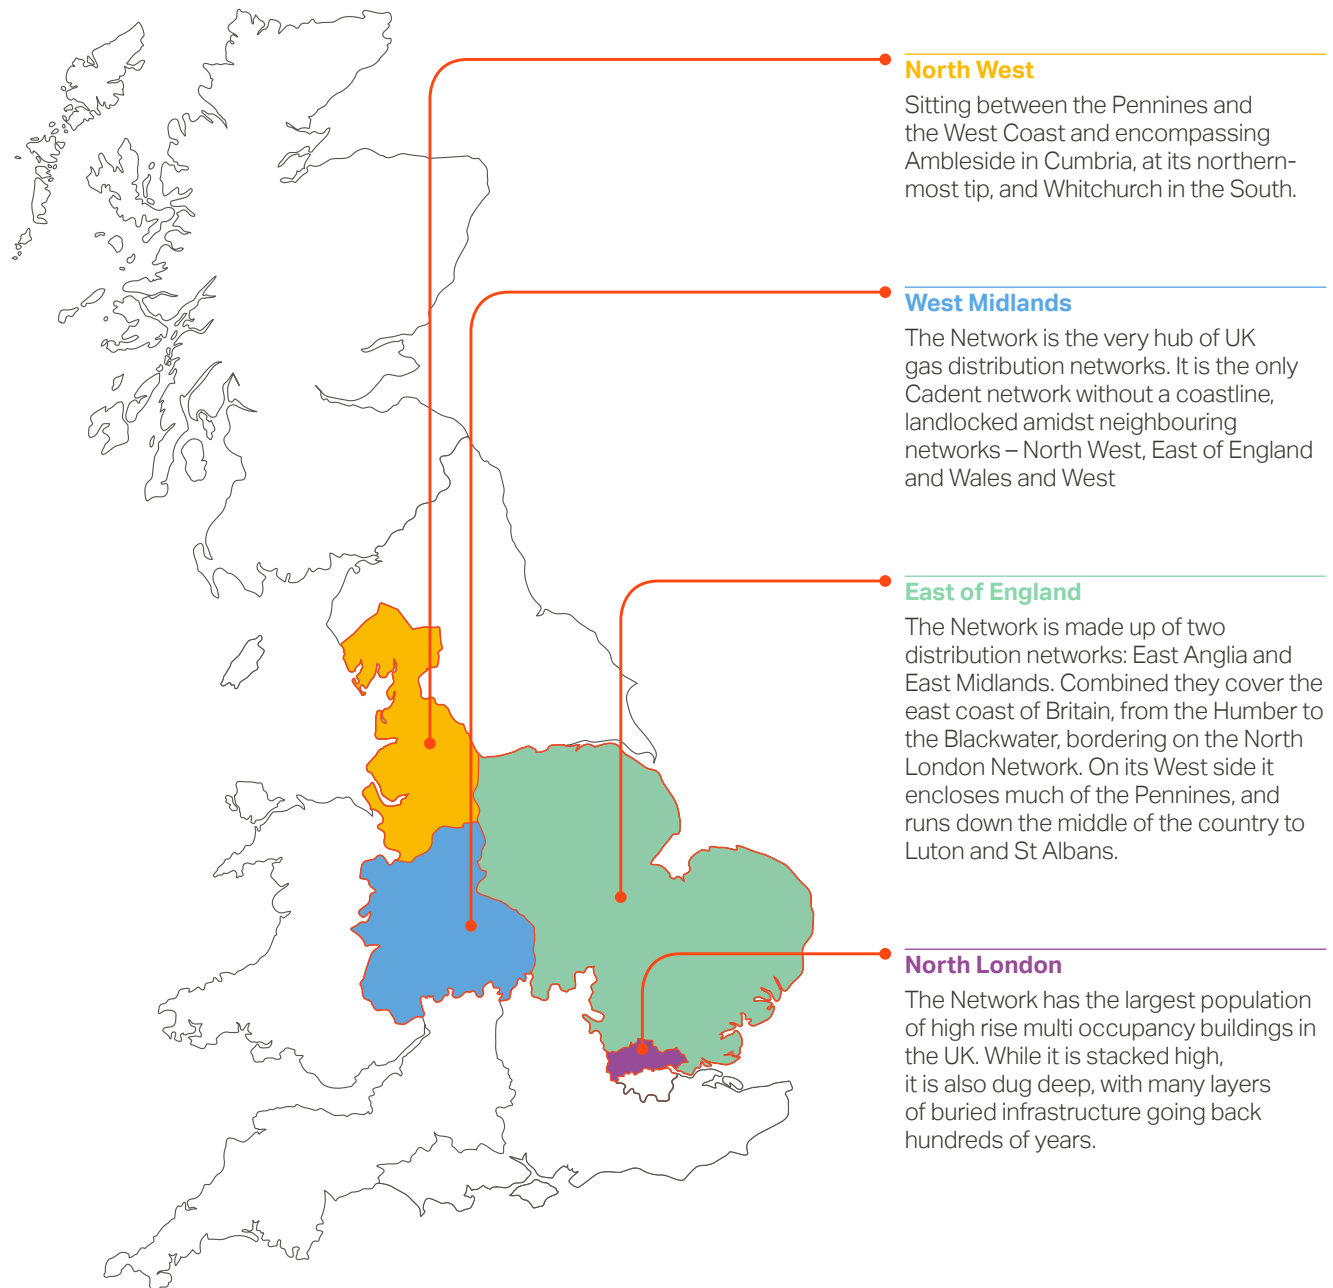 North West
Sitting between the Pennines and
the West Coast and encompassing
Ambleside in Cumbria, at its northern-
most tip, and Whitchurch in the South.
West Midlands
The Network is the very hub of UK
gas distribution networks. It is the only
Cadent network without a coastline,
landlocked amidst neighbouring
networks – North West, East of England
and Wales and West
East of England
The Network is made up of two
distribution networks: East Anglia and
East Midlands. Combined they cover the
east coast of Britain, from the Humber to
the Blackwater, bordering on the North
London Network. On its West side it
encloses much of the Pennines, and
runs down the middle of the country to
Luton and St Albans.
North London
The Network has the largest population
of high rise multi occupancy buildings in
the UK. While it is stacked high,
it is also dug deep, with many layers
of buried infrastructure going back
hundreds of years.